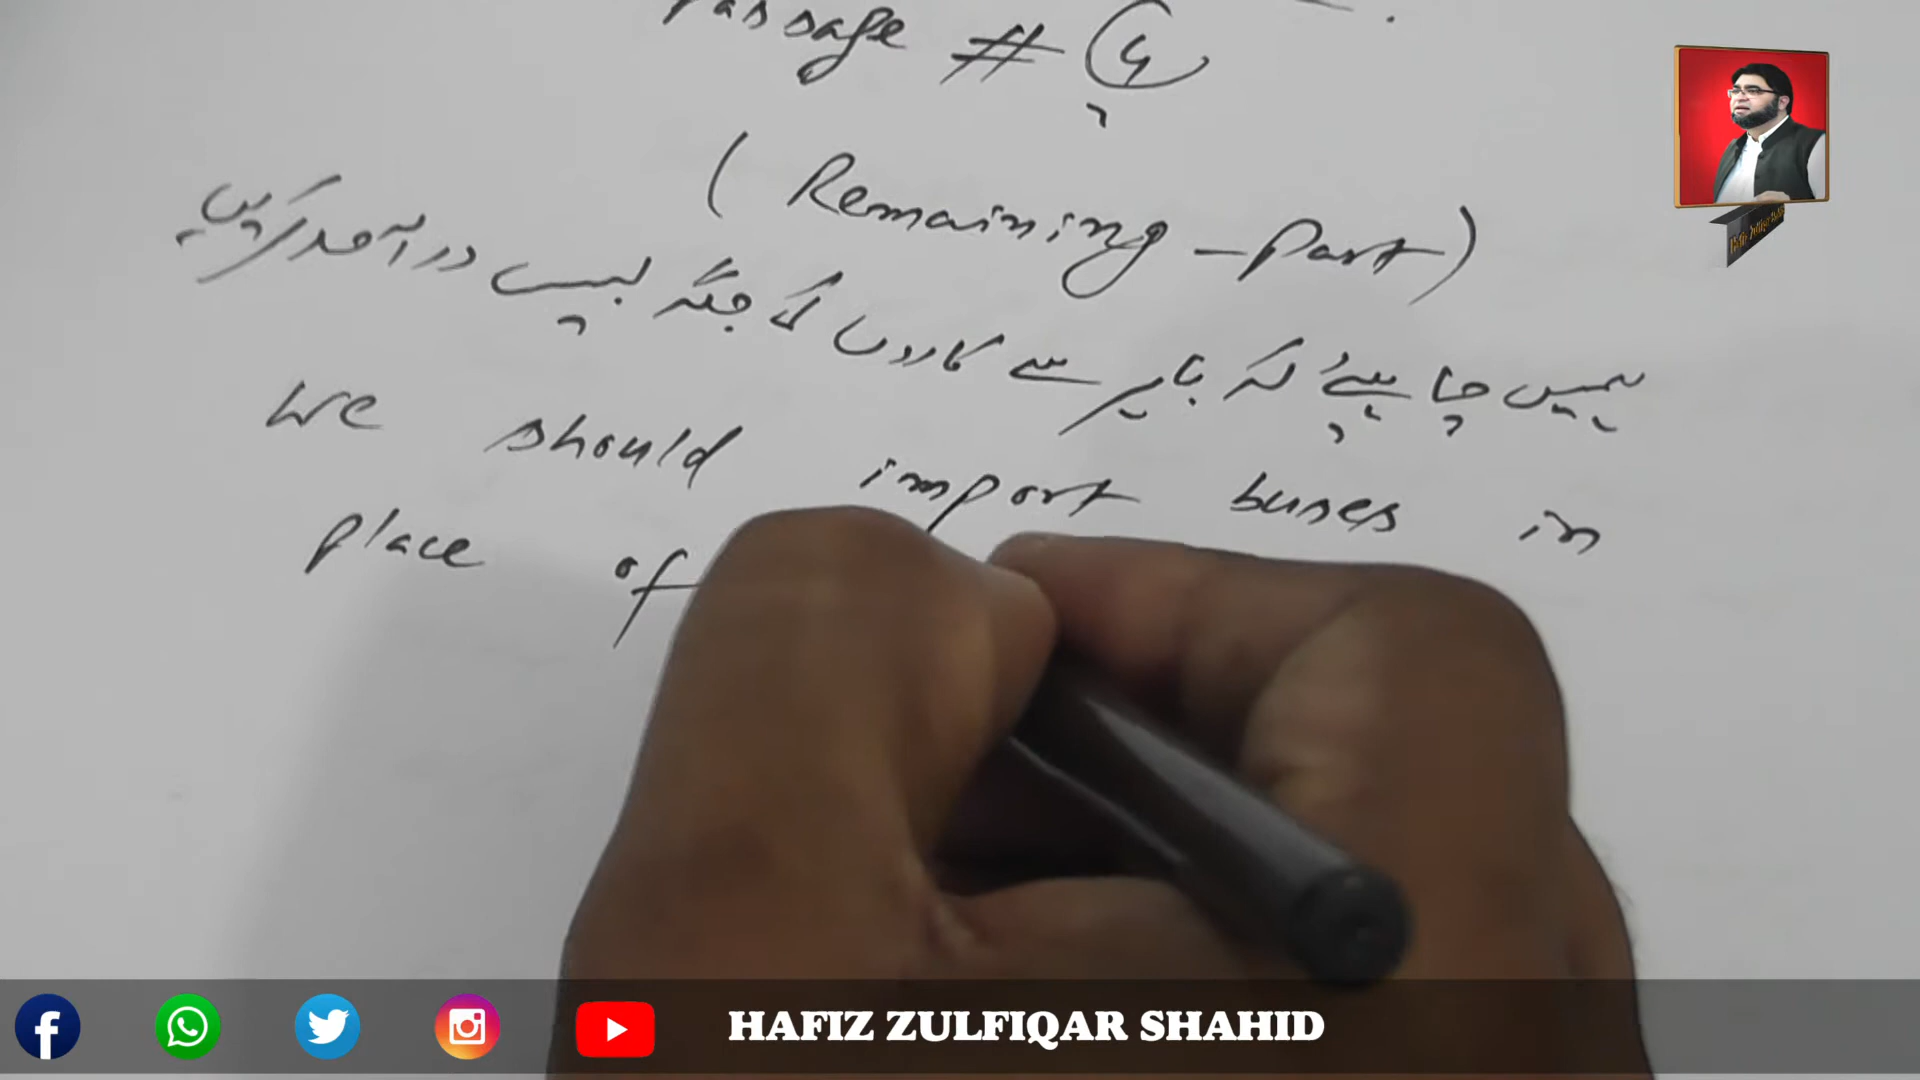 Passage # 4
(Remaining - Part)
ہمیں چاہیئے کہ باہر سے کاروں کی جگہ بسیں درآمد کریں
We should import buses in
place of
HAFIZ ZULFIQAR SHAHID